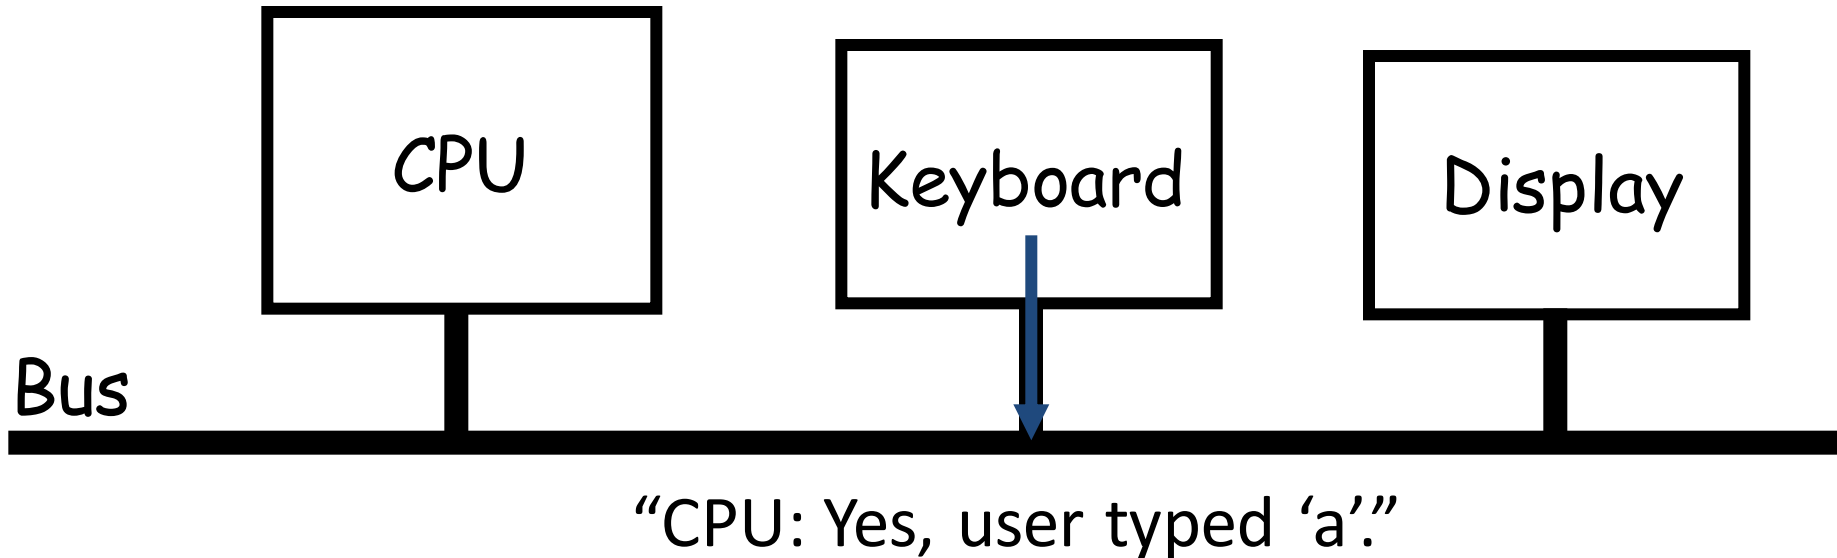 CPU
Keyboard
Display
Bus
“CPU: Yes, user typed ‘a’.”